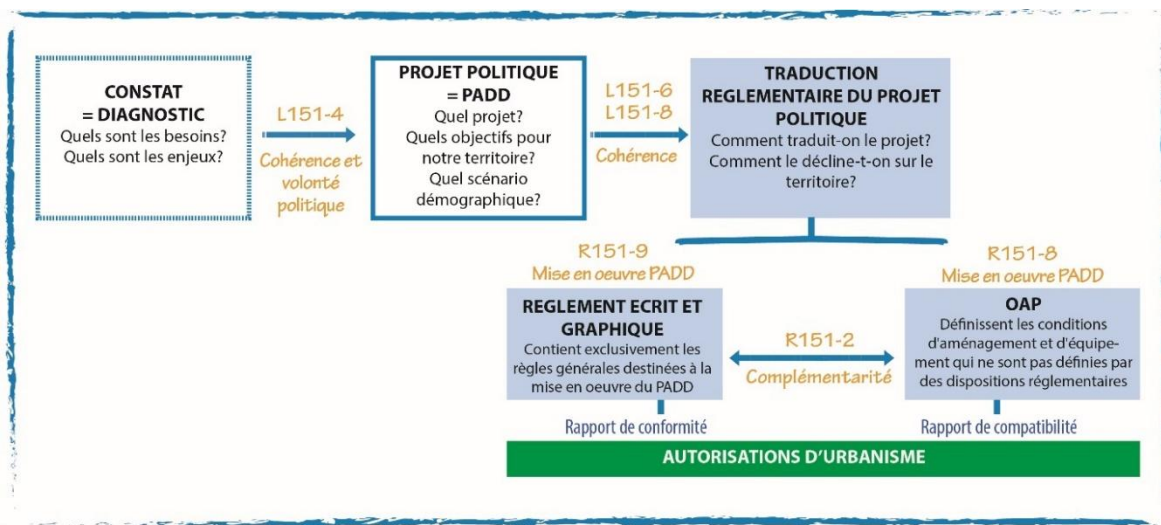 CONSTAT
= DIAGNOSTIC
Quels sont les besoins?
Quels sont les enjeux?
L151-4
Cohérence et
volonté
politique
PROJET POLITIQUE
= PADD
Quel projet?
Quels objectifs pour
notre territoire?
Quel scénario
démographique?
L151-6
L151-8
Cohérence
TRADUCTION
REGLEMENTAIRE DU PROJET
POLITIQUE
Comment traduit-on le projet?
Comment le décline-t-on sur le
territoire?
R151-9
Mise en oeuvre PADD
REGLEMENT ECRIT ET
GRAPHIQUE
Contient exclusivement les
règles générales destinées à la
mise en oeuvre du PADD
R151-2
Complémentarité
R151-8
Mise en oeuvre PADD
OAP
Définissent les conditions
d'aménagement et d'équipe-
ment qui ne sont pas définies par
des dispositions réglementaires
Rapport de conformité
Rapport de compatibilité
AUTORISATIONS D'URBANISME